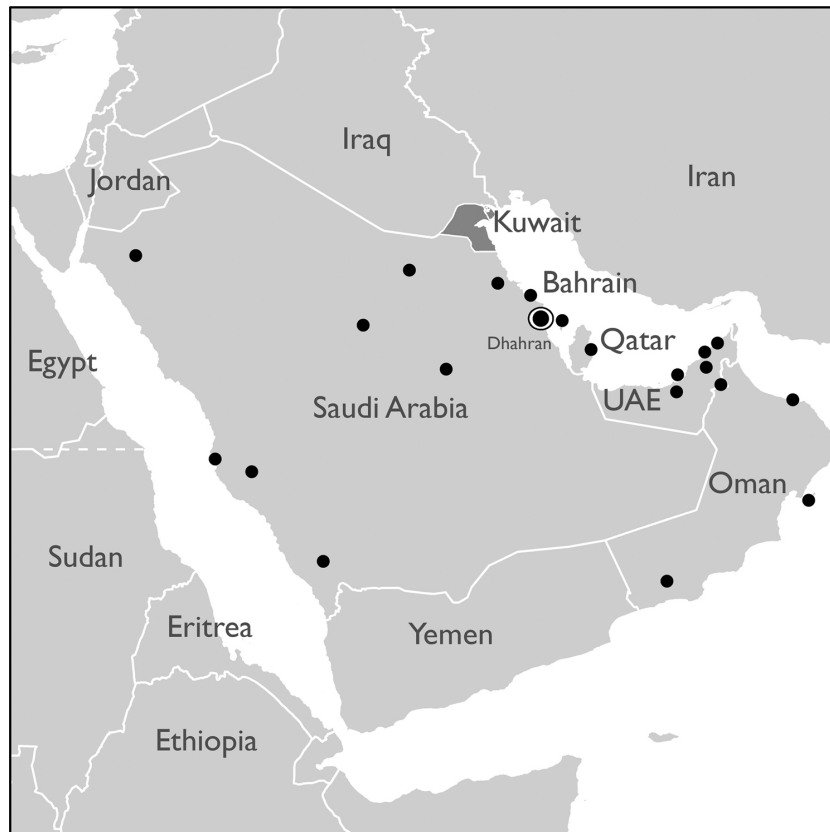 Iraq
Iran
Jordan
Kuwait
Bahrain
Dhahran
Qatar
Egypt
UAE
Saudi Arabia
Oman
Sudan
Eritrea
Yemen
Ethiopia